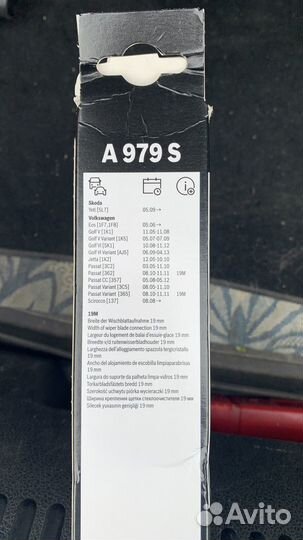 A 979 S
Skoda
Yeti [5L7] 05.09→
Volkswagen
Eos [1F7,1F8] 05.06→
Golf V [1K1] 11.05-11.08
Golf V Variant [1K5] 05.07-07.09
Golf VI [5K1] 10.08-11.12
Golf VI Variant [AJ5] 06.09-04.13
Jetta [1K2] 12.05-10.10
Passat [3C2] 03.05-11.10
Passat [362] 08.10-11.11 19M
Passat CC [357] 05.08-05.12
Passat Variant [3C5] 08.05-11.10
Passat Variant [365] 08.10-11.11 19M
Scirocco [137] 08.08→
19M
Breite der Wischblattaufnahme 19 mm
Width of wiper blade connection 19 mm
Largeur du logement de balai d'essuie-glace 19 mm
Breedte v/d ruitenwisserbladhouder 19 mm
Larghezza dell'alloggiamento spazzola tergicristallo
19 mm
Ancho del alojamiento de escobilla limpiaparabrisas
19 mm
Largura do suporte da palheta limpa-vidros 19 mm
Torkarbladsfästets bredd 19 mm
Szerokość uchwytu pióra wycieraczki 19 mm
Ширина крепления щетки стеклоочистителя 19 мм
Silecek yuvasının genişliği 19 mm
Avito